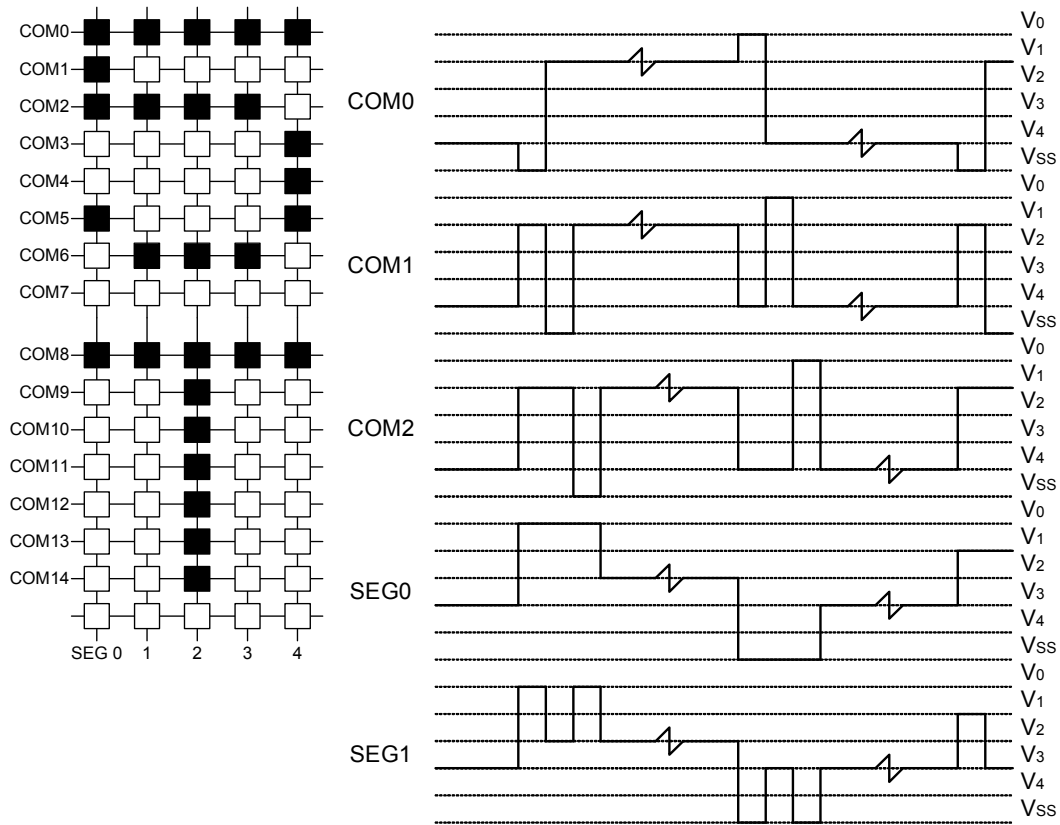 COM0
COM1
COM2
COM3
COM4
COM5
COM6
COM7
COM8
COM9
COM10
COM11
COM12
COM13
COM14
SEG 0 1 2 3 4
COM0
V0
V1
V2
V3
V4
VSS
COM1
V0
V1
V2
V3
V4
VSS
COM2
V0
V1
V2
V3
V4
VSS
SEG0
V0
V1
V2
V3
V4
VSS
SEG1
V0
V1
V2
V3
V4
VSS